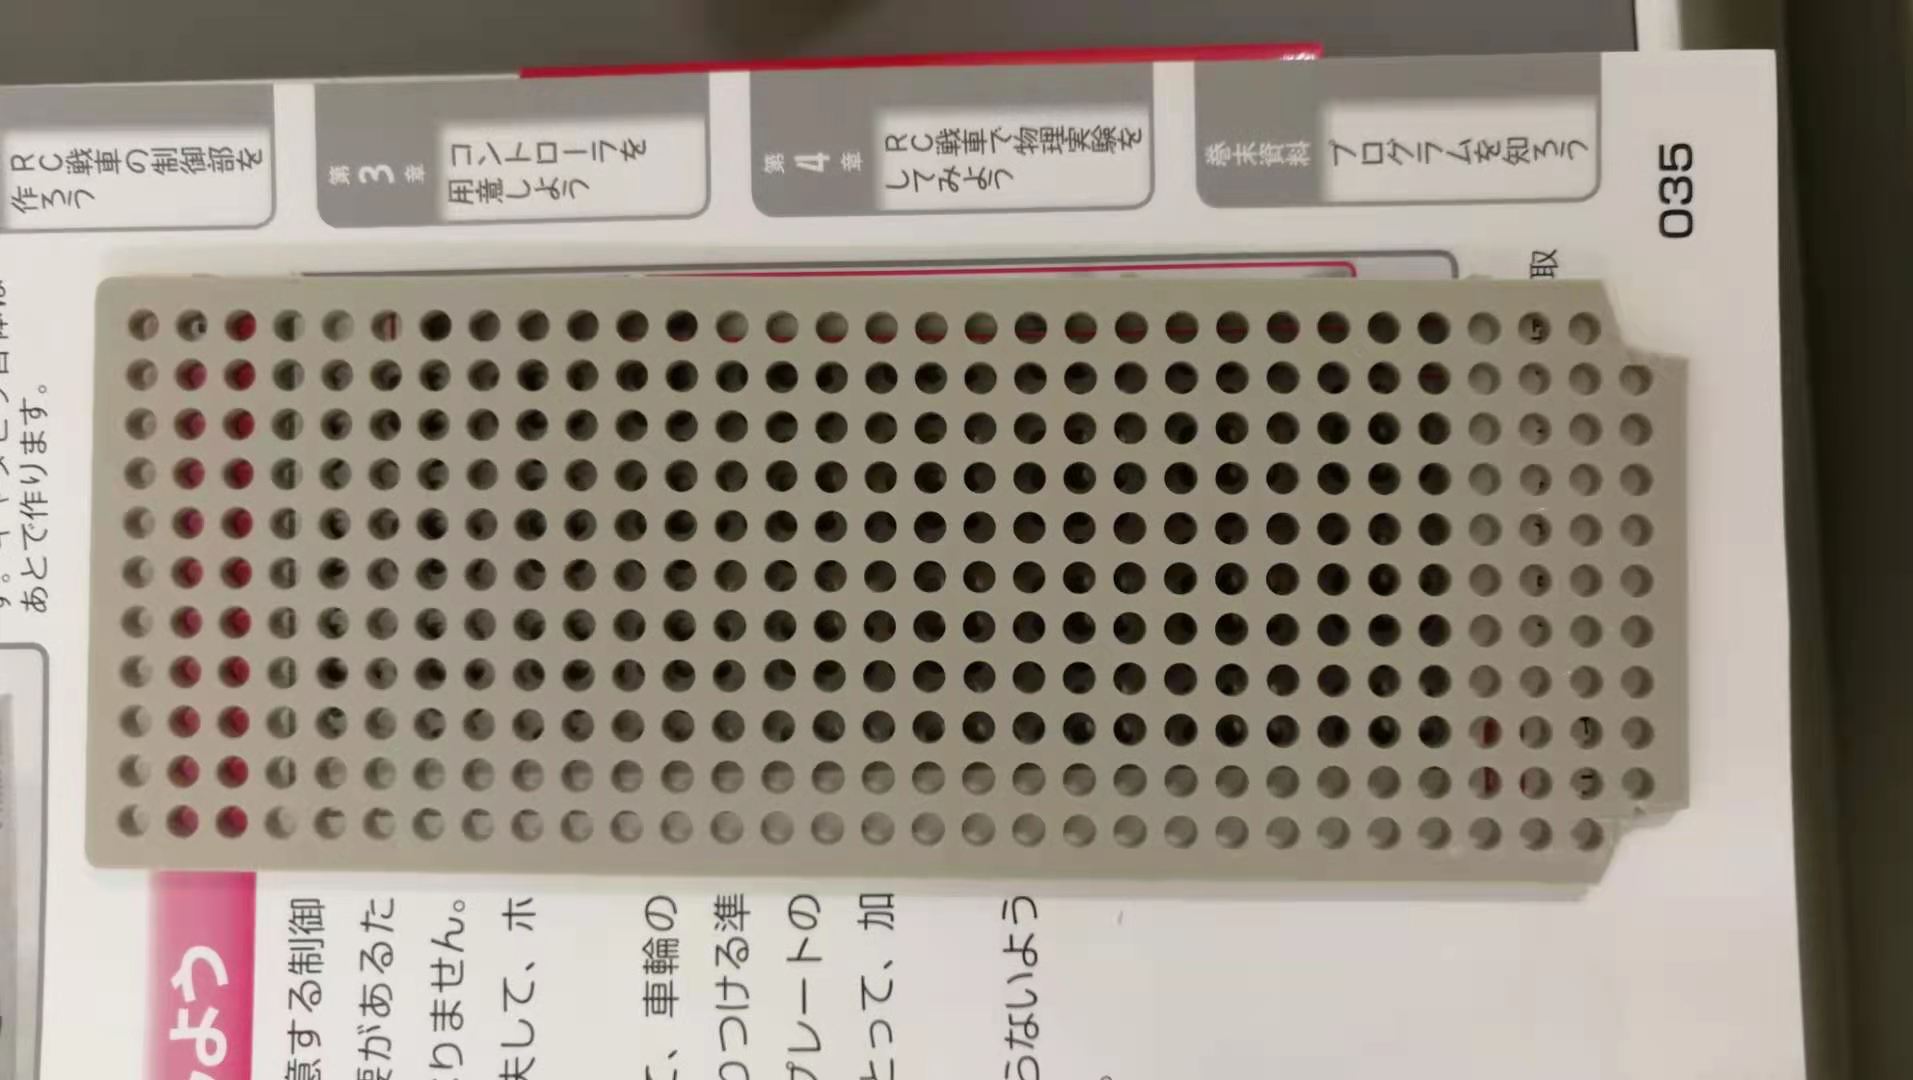 RC戦車の制御部を
作ろう
第3章
コントローラを
用意しよう
第4章
RC戦車で物理実験を
してみよう
巻末資料
プログラムを知ろう
035
取
あとで作ります。
よう
意する制御
要があるた
りません。
夫して、ホ
車輪の
つける準
プレートの
とって、加
らないよう